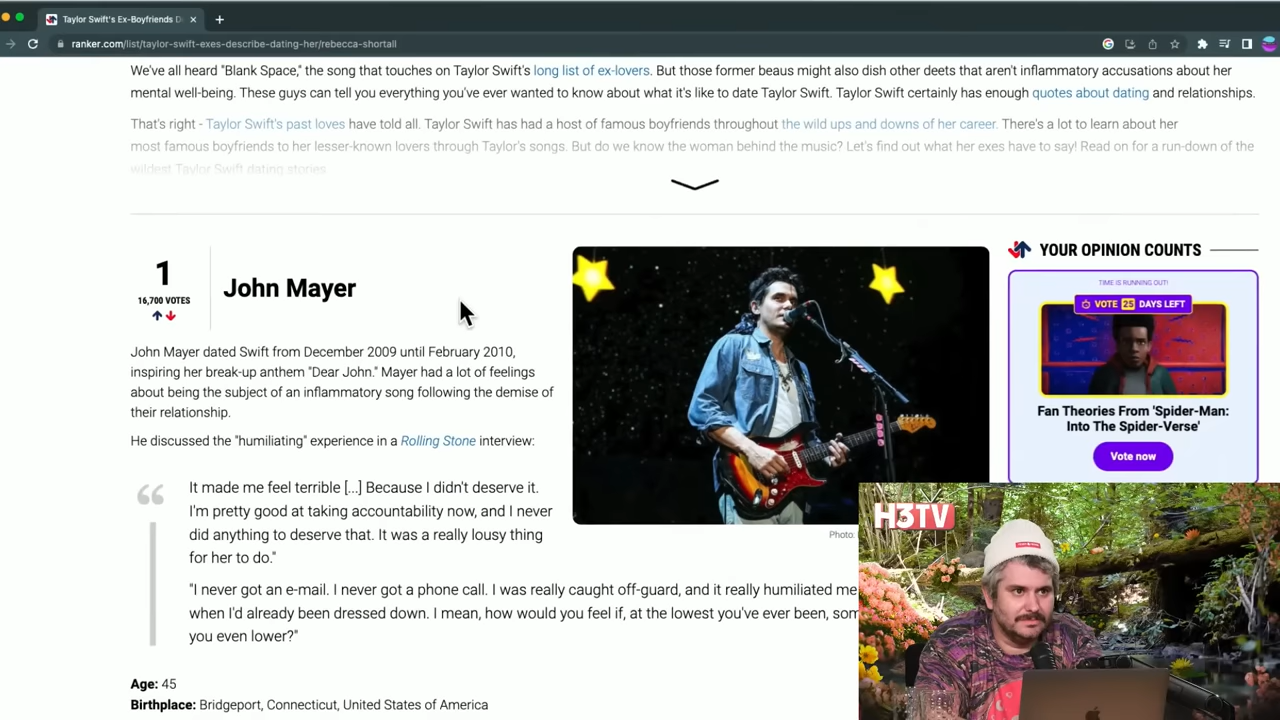 Taylor Swift's Ex-Boyfriends D
ranker.com/list/taylor-swift-exes-describe-dating-her/rebecca-shortall
We've all heard "Blank Space," the song that touches on Taylor Swift's long list of ex-lovers. But those former beaus might also dish other deets that aren't inflammatory accusations about her
mental well-being. These guys can tell you everything you've ever wanted to know about what it's like to date Taylor Swift. Taylor Swift certainly has enough quotes about dating and relationships.
That's right - Taylor Swift's past loves have told all. Taylor Swift has had a host of famous boyfriends throughout the wild ups and downs of her career. There's a lot to learn about her
most famous boyfriends to her lesser-known lovers through Taylor's songs. But do we know the woman behind the music? Let's find out what her exes have to say! Read on for a run-down of the
wildest Taylor Swift dating stories.
1
16,700 VOTES
John Mayer
John Mayer dated Swift from December 2009 until February 2010,
inspiring her break-up anthem "Dear John." Mayer had a lot of feelings
about being the subject of an inflammatory song following the demise of
their relationship.
He discussed the "humiliating" experience in a Rolling Stone interview:
It made me feel terrible [...] Because I didn't deserve it.
I'm pretty good at taking accountability now, and I never
did anything to deserve that. It was a really lousy thing
for her to do."
"I never got an e-mail. I never got a phone call. I was really caught off-guard, and it really humiliated me
when I'd already been dressed down. I mean, how would you feel if, at the lowest you've ever been, som
you even lower?"
Age: 45
Birthplace: Bridgeport, Connecticut, United States of America
Photo:
YOUR OPINION COUNTS
TIME IS RUNNING OUT!
VOTE 25 DAYS LEFT
Fan Theories From 'Spider-Man:
Into The Spider-Verse'
Vote now
H3TV